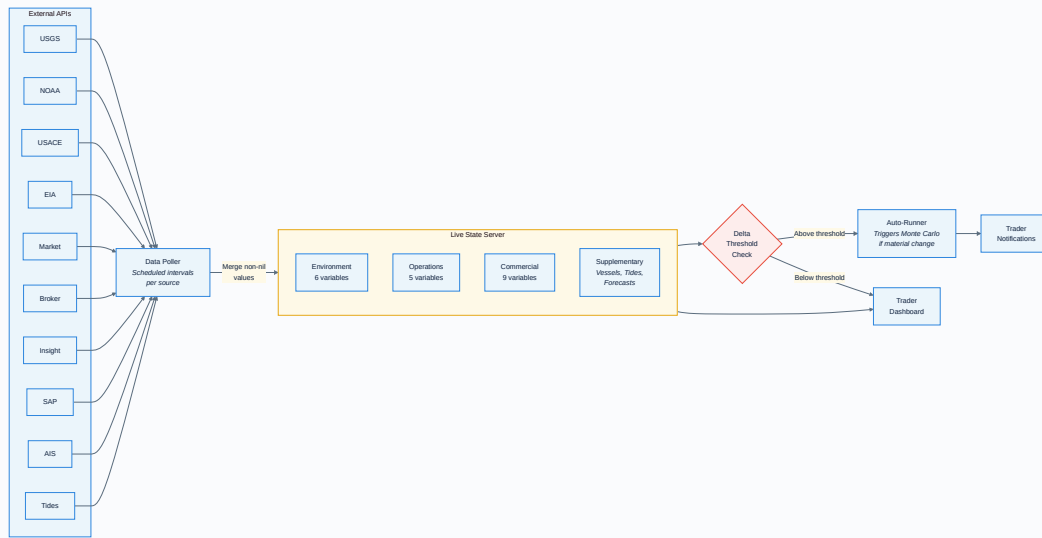 External APIs
USGS
NOAA
USACE
EIA
Market
Broker
Insight
SAP
AIS
Tides
Data Poller
Scheduled intervals
per source
Merge non-nil
values
Live State Server
Environment
6 variables
Operations
5 variables
Commercial
9 variables
Supplementary
Vessels, Tides,
Forecasts
Delta
Threshold
Check
Above threshold
Below threshold
Auto-Runner
Triggers Monte Carlo
if material change
Trader
Notifications
Trader
Dashboard